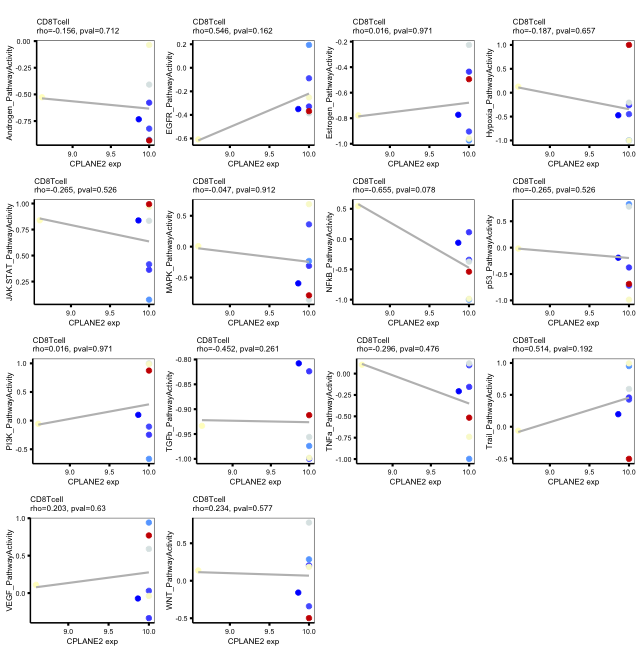 CD8Tcell
rho=-0.156, pval=0.712
Androgen_PathwayActivity
0.00
-0.25
-0.50
-0.75
9.0
9.5
10.0
CPLANE2 exp
CD8Tcell
rho=0.546, pval=0.162
EGFR_PathwayActivity
0.2
0.0
-0.2
-0.4
-0.6
9.0
9.5
10.0
CPLANE2 exp
CD8Tcell
rho=0.016, pval=0.971
Estrogen_PathwayActivity
-0.2
-0.4
-0.6
-0.8
-1.0
9.0
9.5
10.0
CPLANE2 exp
CD8Tcell
rho=-0.187, pval=0.657
Hypoxia_PathwayActivity
1.0
0.5
0.0
-0.5
-1.0
9.0
9.5
10.0
CPLANE2 exp
CD8Tcell
rho=-0.265, pval=0.526
JAK.STAT_PathwayActivity
1.00
0.75
0.50
0.25
9.0
9.5
10.0
CPLANE2 exp
CD8Tcell
rho=-0.047, pval=0.912
MAPK_PathwayActivity
0.5
0.0
-0.5
9.0
9.5
10.0
CPLANE2 exp
CD8Tcell
rho=-0.655, pval=0.078
NFkB_PathwayActivity
0.5
0.0
-0.5
-1.0
9.0
9.5
10.0
CPLANE2 exp
CD8Tcell
rho=-0.265, pval=0.526
p53_PathwayActivity
0.5
0.0
-0.5
-1.0
9.0
9.5
10.0
CPLANE2 exp
CD8Tcell
rho=0.016, pval=0.971
PI3K_PathwayActivity
1.0
0.5
0.0
-0.5
9.0
9.5
10.0
CPLANE2 exp
CD8Tcell
rho=-0.452, pval=0.261
TGFb_PathwayActivity
-0.80
-0.85
-0.90
-0.95
-1.00
9.0
9.5
10.0
CPLANE2 exp
CD8Tcell
rho=-0.296, pval=0.476
TNFa_PathwayActivity
0.00
-0.25
-0.50
-0.75
-1.00
9.0
9.5
10.0
CPLANE2 exp
CD8Tcell
rho=0.514, pval=0.192
Trail_PathwayActivity
1.0
0.5
0.0
-0.5
9.0
9.5
10.0
CPLANE2 exp
CD8Tcell
rho=0.203, pval=0.63
VEGF_PathwayActivity
1.0
0.5
0.0
9.0
9.5
10.0
CPLANE2 exp
CD8Tcell
rho=0.234, pval=0.577
WNT_PathwayActivity
0.5
0.0
-0.5
9.0
9.5
10.0
CPLANE2 exp